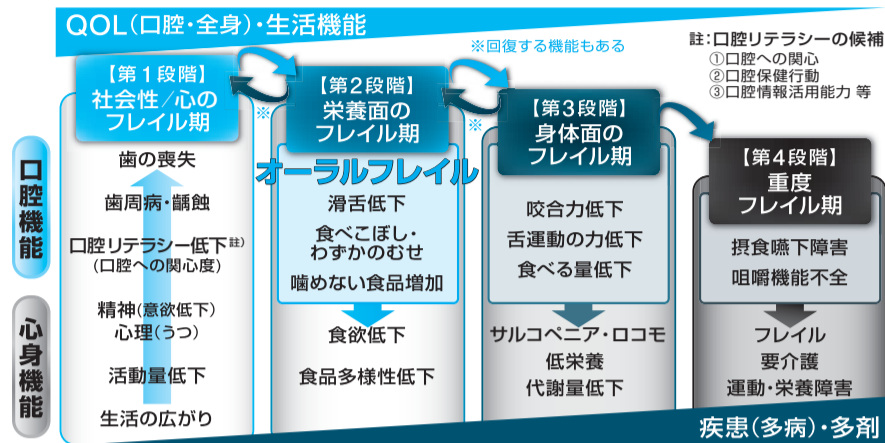 QOL(口腔・全身)・生活機能
※回復する機能もある
註:口腔リテラシーの候補
①口腔への関心
②口腔保健行動
③口腔情報活用能力 等
【第1段階】
社会性/心の
フレイル期
※
【第2段階】
栄養面の
フレイル期
※
【第3段階】
身体面の
フレイル期
【第4段階】
重度
フレイル期
口腔機能
歯の喪失
歯周病・齲蝕
口腔リテラシー低下註)
(口腔への関心度)
オーラルフレイル
滑舌低下
食べこぼし・
わずかのむせ
噛めない食品増加
咬合力低下
舌運動の力低下
食べる量低下
摂食嚥下障害
咀嚼機能不全
心身機能
精神(意欲低下)
心理(うつ)
活動量低下
生活の広がり
食欲低下
食品多様性低下
サルコペニア・ロコモ
低栄養
代謝量低下
フレイル
要介護
運動・栄養障害
疾患(多病)・多剤